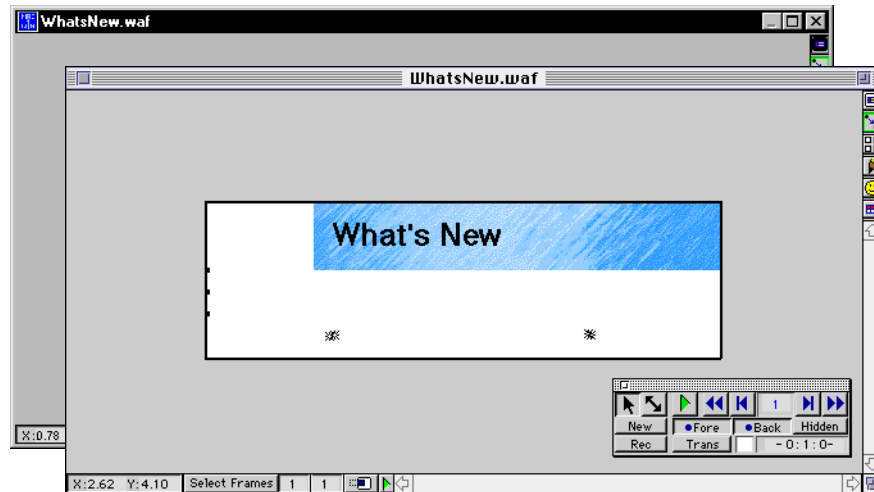 WhatsNew.waf
WhatsNew.waf
What's New
1
New Fore Back Hidden
Rec Trans -0:1:0-
X:0.78
X:2.62 Y:4.10 Select Frames 1 1